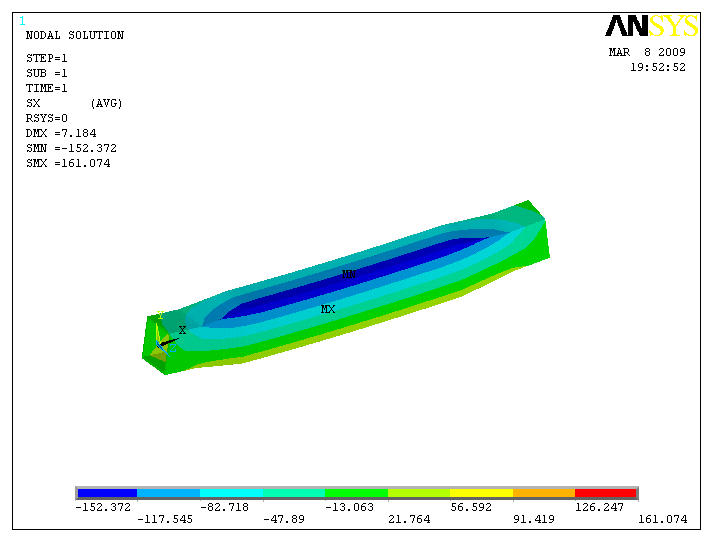 1
NODAL SOLUTION
ANSYS
MAR  8 2009
19:52:52
STEP=1
SUB =1
TIME=1
SX       (AVG)
RSYS=0
DMX =7.184
SMN =-152.372
SMX =161.074
MN
MX
Y
X
Z
-152.372 -82.718 -13.063 56.592 126.247
-117.545 -47.89 21.764 91.419 161.074